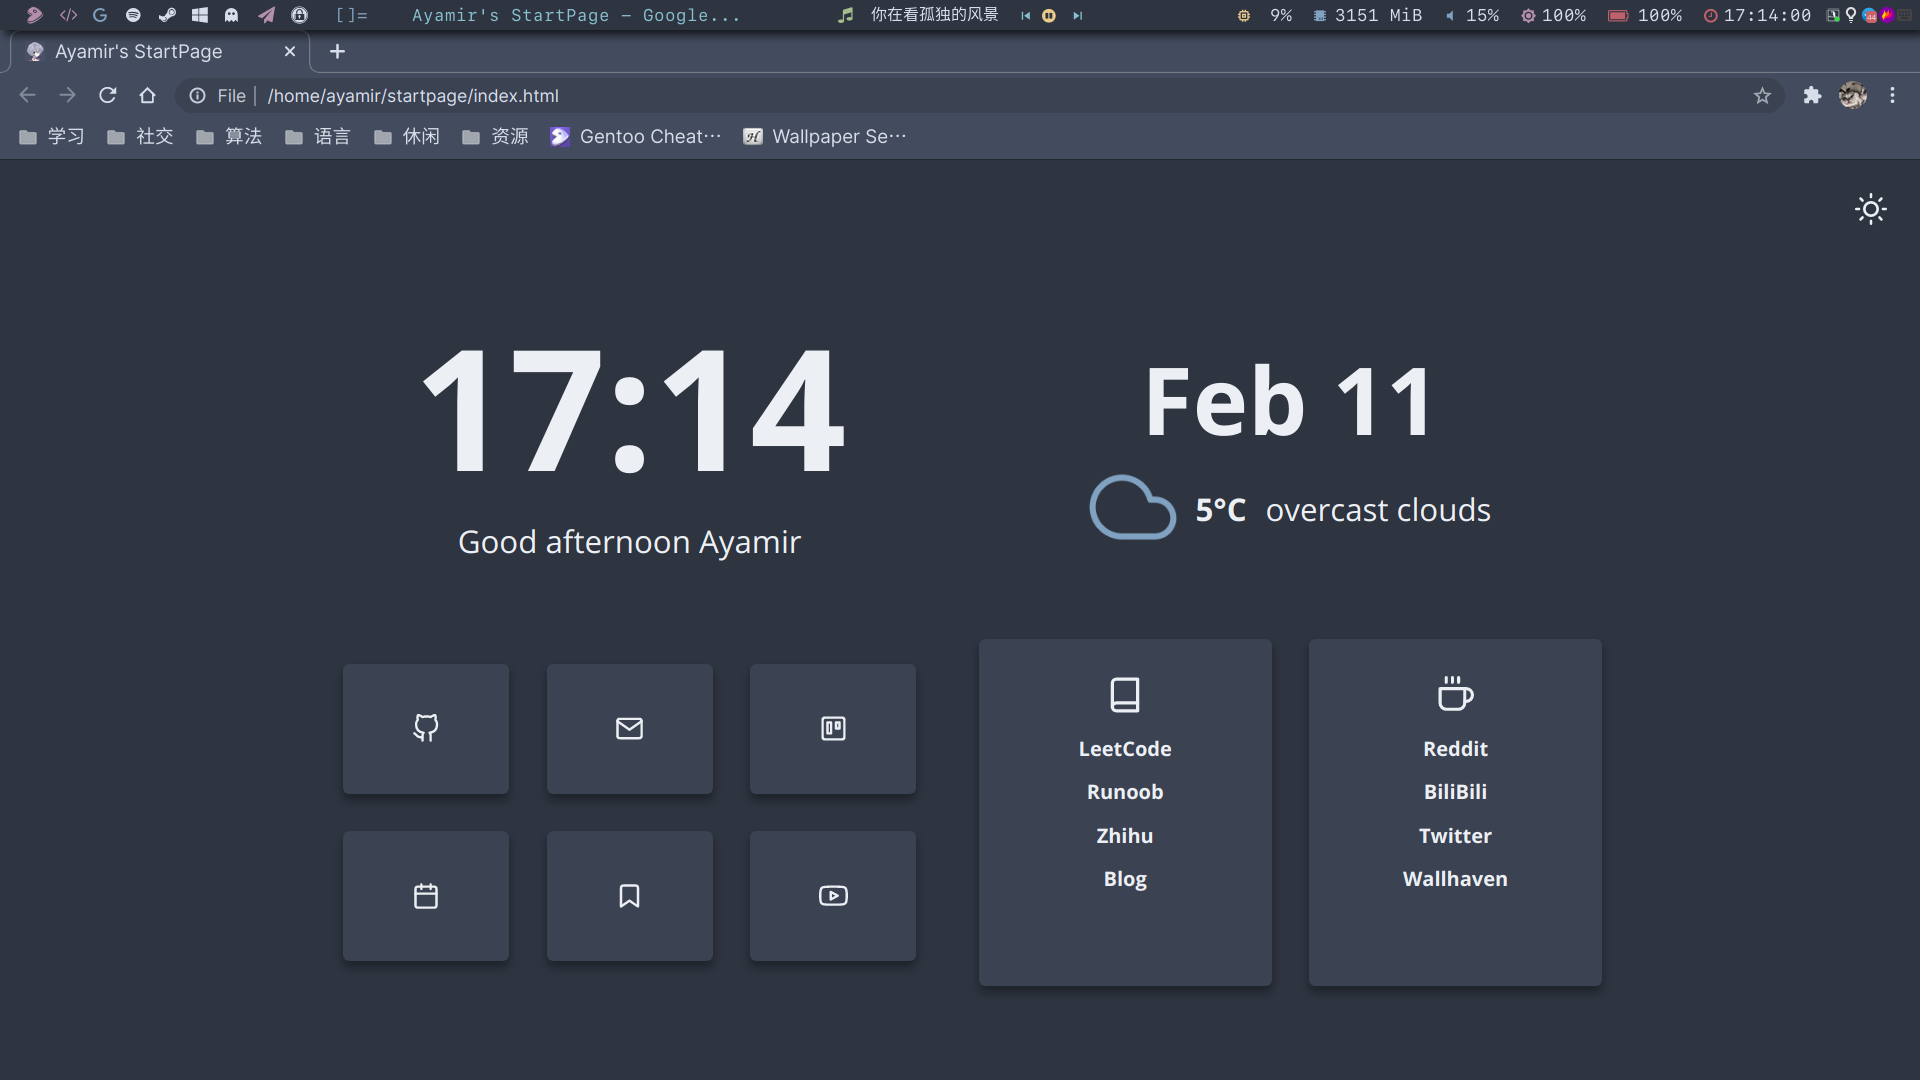 []= Ayamir's StartPage – Google... 你在看孤独的风景 9% 3151 MiB 15% 100% 100% 17:14:00
Ayamir's StartPage
File /home/ayamir/startpage/index.html
学习 社交 算法 语言 休闲 资源 Gentoo Cheat… Wallpaper Se…
17:14
Good afternoon Ayamir
Feb 11
5°C overcast clouds
LeetCode
Runoob
Zhihu
Blog
Reddit
BiliBili
Twitter
Wallhaven